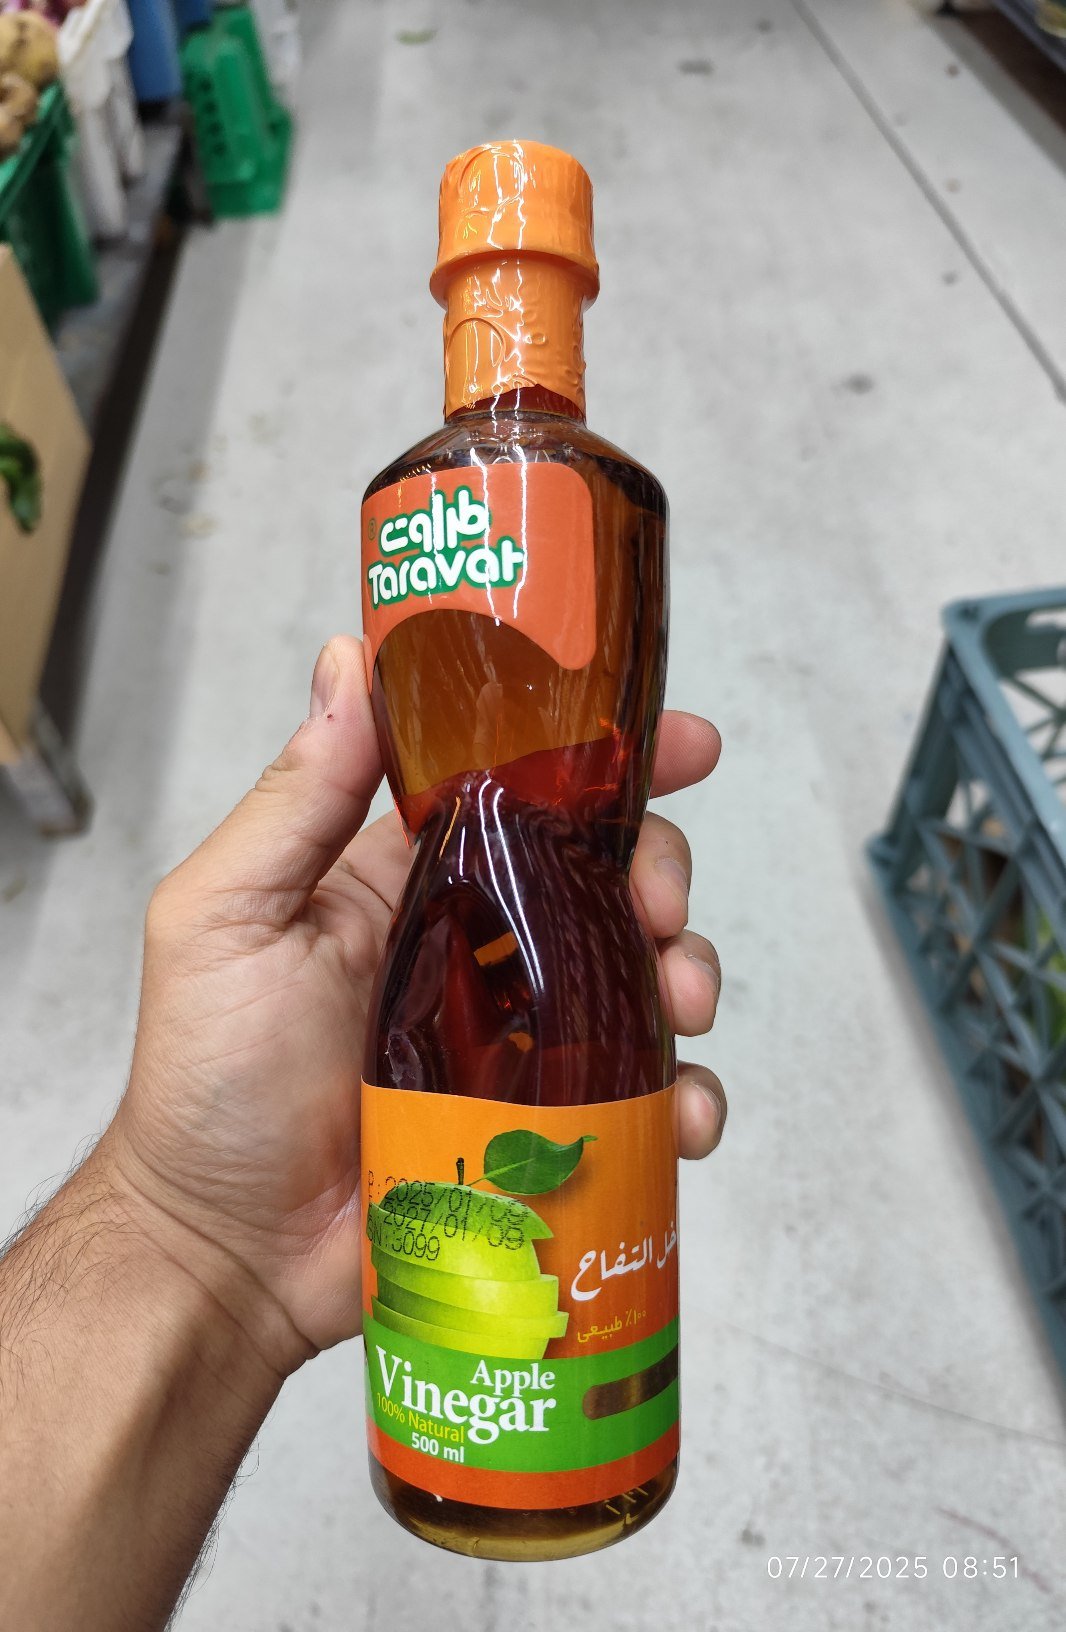 طراوت
Taravat
P: 2025/01/09
E: 2027/01/09
BN: 3099
خل التفاح
١٠٠٪ طبيعي
Apple
Vinegar
100% Natural
500 ml
07/27/2025 08:51